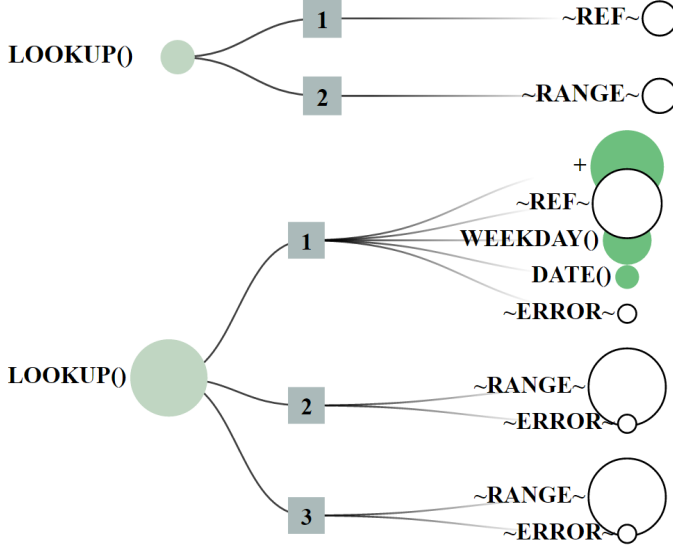 LOOKUP()
1
~REF~
2
~RANGE~
LOOKUP()
1
+
~REF~
WEEKDAY()
DATE()
~ERROR~
2
~RANGE~
~ERROR~
3
~RANGE~
~ERROR~